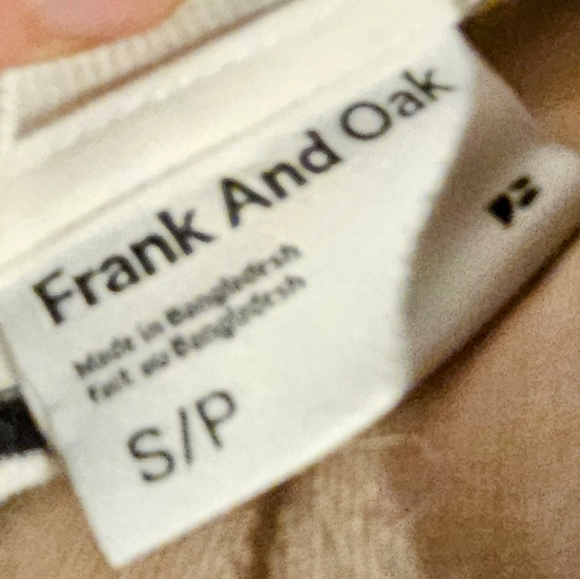 Frank And Oak
Made in Bangladesh
Fait au Bangladesh
S/P